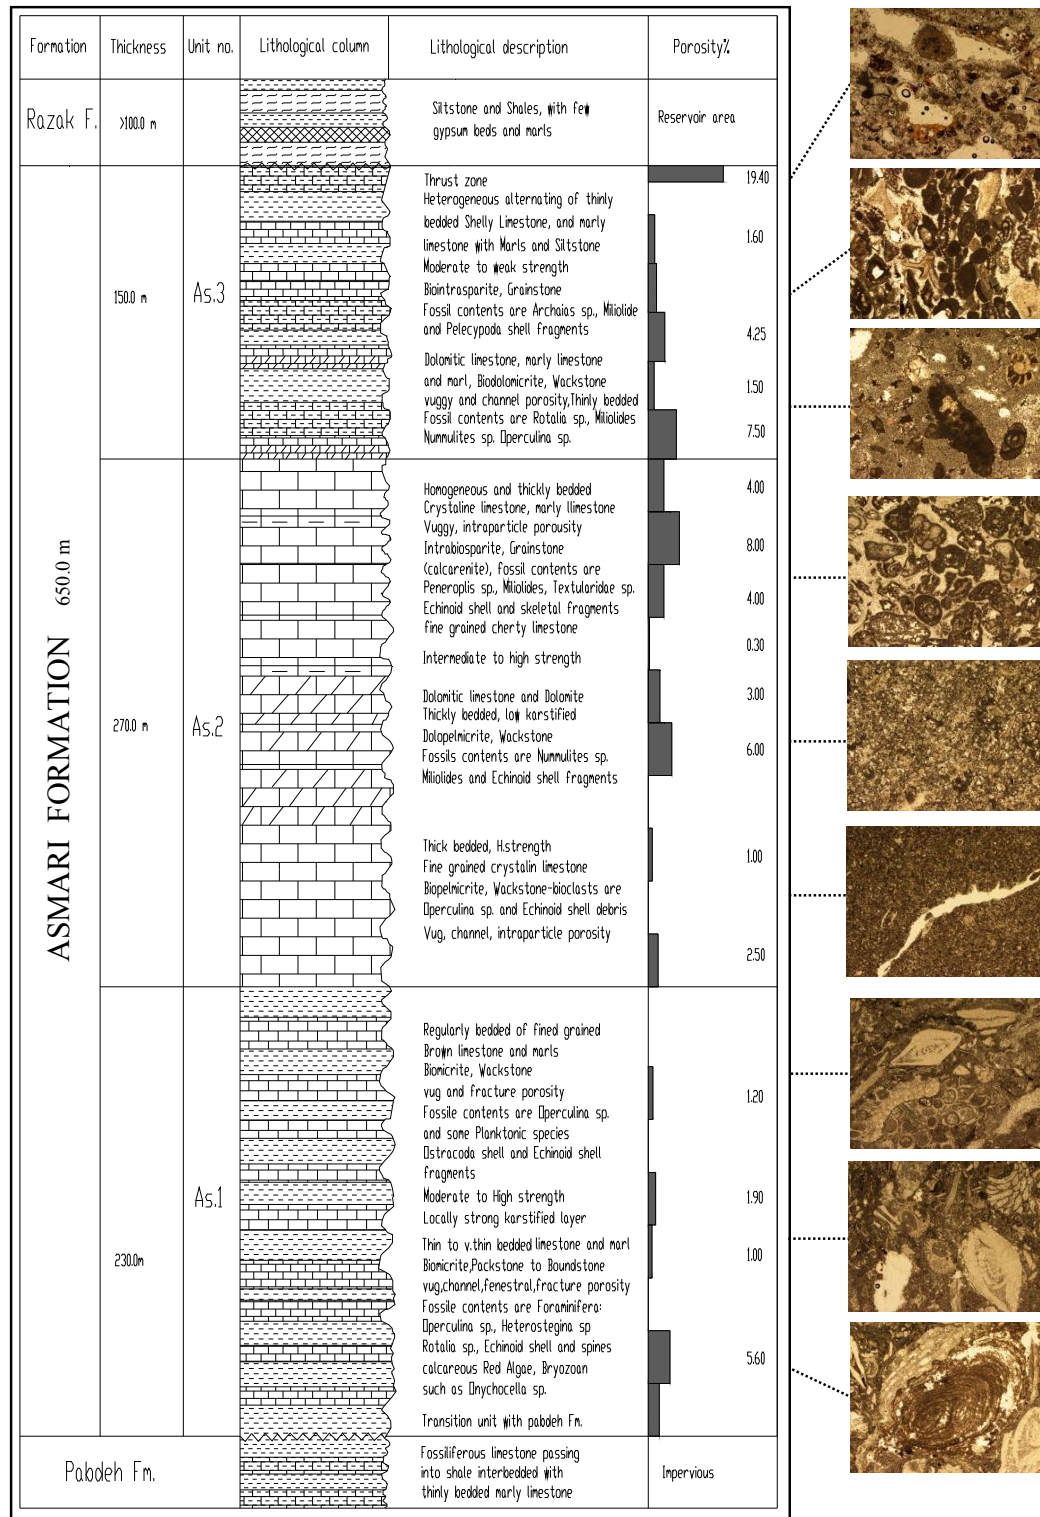 Formation Thickness Unit no. Lithological column Lithological description Porosity%
Razak F. >100.0 m
Siltstone and Shales, with few
gypsum beds and marls
Reservoir area
ASMARI FORMATION 650.0 m
150.0 m
As.3
Thrust zone
Heterogeneous alternating of thinly
bedded Shelly Limestone, and marly
limestone with Marls and Siltstone
Moderate to weak strength
Biointrasparite, Grainstone
Fossil contents are Archaias sp., Miliolide
and Pelecypoda shell fragments
Dolomitic limestone, marly limestone
and marl, Biodolomicrite, Wackstone
vuggy and channel porosity,Thinly bedded
Fossil contents are Rotalia sp., Miliolides
Nummulites sp. Operculina sp.
19.40
1.60
4.25
1.50
7.50
270.0 m
As.2
Homogeneous and thickly bedded
Crystaline limestone, marly llimestone
Vuggy, intraparticle porousity
Intrabiosparite, Grainstone
(calcarenite), fossil contents are
Peneroplis sp., Miliolides, Textularidae sp.
Echinoid shell and skeletal fragments
fine grained cherty limestone
Intermediate to high strength
Dolomitic limestone and Dolomite
Thickly bedded, low karstified
Dolopelmicrite, Wackstone
Fossils contents are Nummulites sp.
Miliolides and Echinoid shell fragments
Thick bedded, H.strength
Fine grained crystalin limestone
Biopelmicrite, Wackstone-bioclasts are
Operculina sp. and Echinoid shell debris
Vug, channel, intraparticle porosity
4.00
8.00
4.00
0.30
3.00
6.00
1.00
2.50
230.0m
As.1
Regularly bedded of fined grained
Brown limestone and marls
Biomicrite, Wackstone
vug and fracture porosity
Fossile contents are Operculina sp.
and some Planktonic species
Ostracoda shell and Echinoid shell
fragments
Moderate to High strength
Locally strong karstified layer
Thin to v.thin bedded limestone and marl
Biomicrite,Packstone to Boundstone
vug,channel,fenestral,fracture porosity
Fossile contents are Foraminifera:
Operculina sp., Heterostegina sp
Rotalia sp., Echinoid shell and spines
calcareous Red Algae, Bryozoan
such as Onychocella sp.
Transition unit with pabdeh Fm.
1.20
1.90
1.00
5.60
Pabdeh Fm.
Fossiliferous limestone passing
into shale interbedded with
thinly bedded marly limestone
Impervious